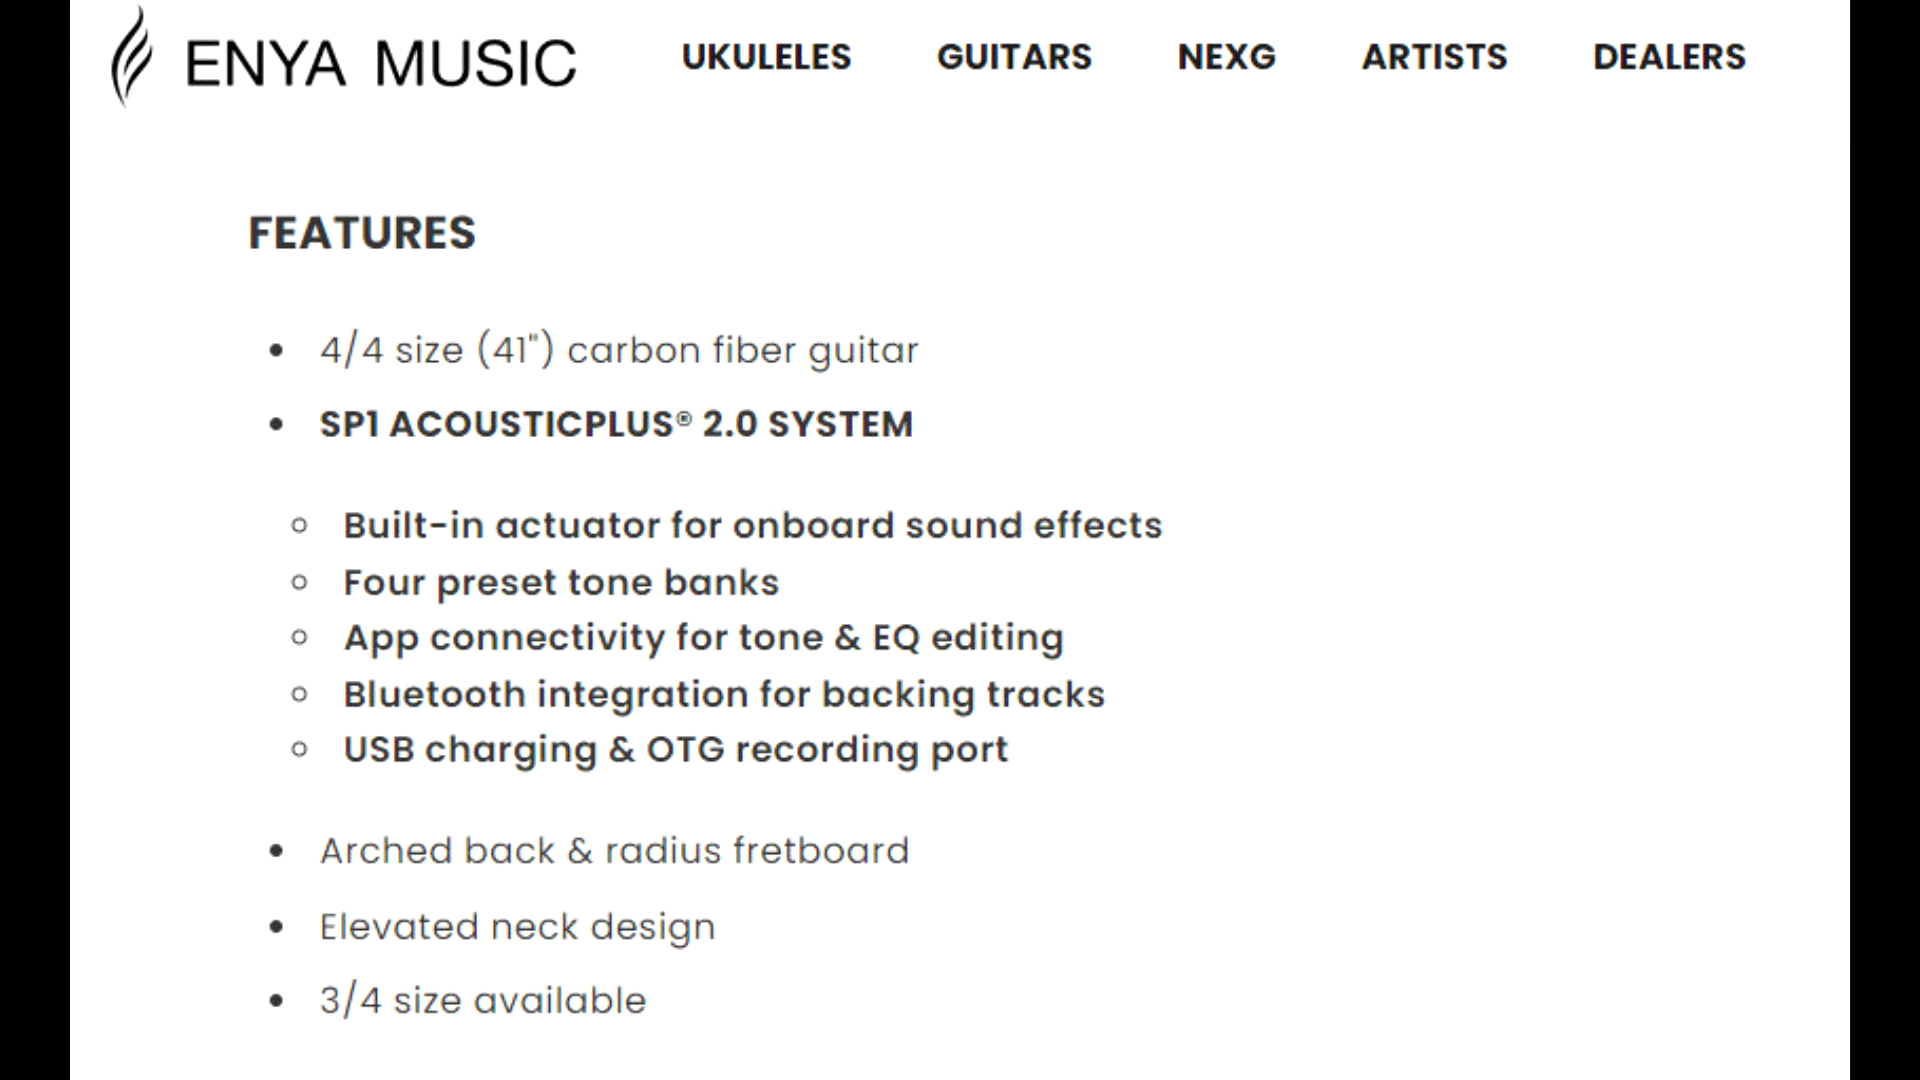 ENYA MUSIC
UKULELES GUITARS NEXG ARTISTS DEALERS
FEATURES
• 4/4 size (41") carbon fiber guitar
• SP1 ACOUSTICPLUS® 2.0 SYSTEM
○ Built-in actuator for onboard sound effects
○ Four preset tone banks
○ App connectivity for tone & EQ editing
○ Bluetooth integration for backing tracks
○ USB charging & OTG recording port
• Arched back & radius fretboard
• Elevated neck design
• 3/4 size available